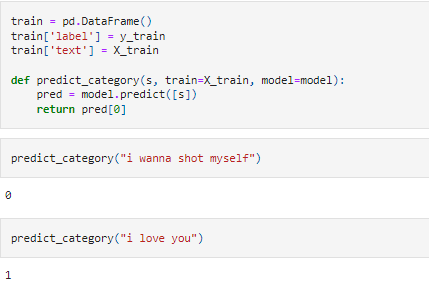 train = pd.DataFrame()
train['label'] = y_train
train['text'] = X_train
def predict_category(s, train=X_train, model=model):
    pred = model.predict([s])
    return pred[0]
predict_category("i wanna shot myself")
0
predict_category("i love you")
1